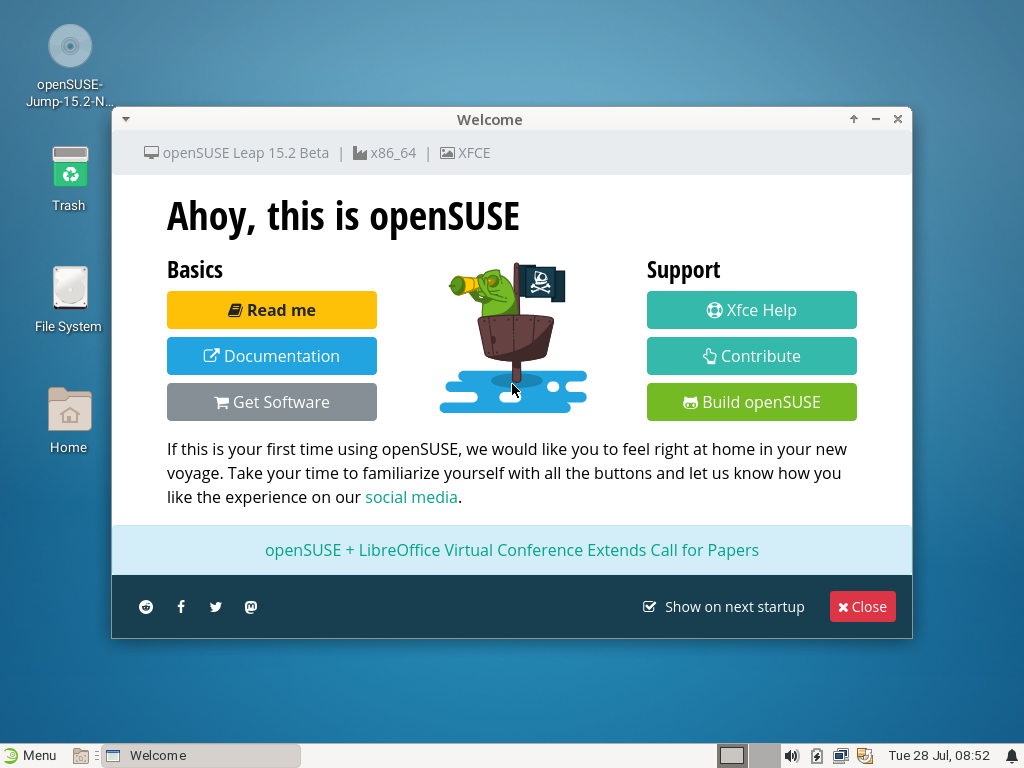 openSUSE-
Jump-15.2-N...
Trash
File System
Home
Welcome
openSUSE Leap 15.2 Beta | x86_64 | XFCE
Ahoy, this is openSUSE
Basics
Support
Read me
Xfce Help
Documentation
Contribute
Get Software
Build openSUSE
If this is your first time using openSUSE, we would like you to feel right at home in your new
voyage. Take your time to familiarize yourself with all the buttons and let us know how you
like the experience on our social media.
openSUSE + LibreOffice Virtual Conference Extends Call for Papers
Show on next startup
Close
Menu
Welcome
Tue 28 Jul, 08:52